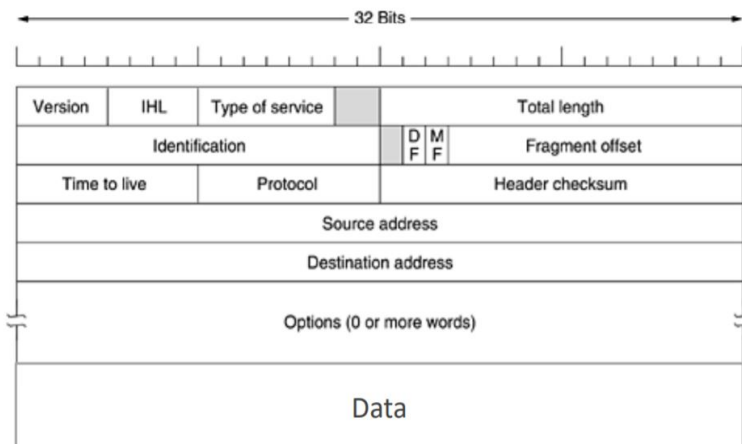 32 Bits
Version IHL Type of service Total length
Identification D F M F Fragment offset
Time to live Protocol Header checksum
Source address
Destination address
Options (0 or more words)
Data